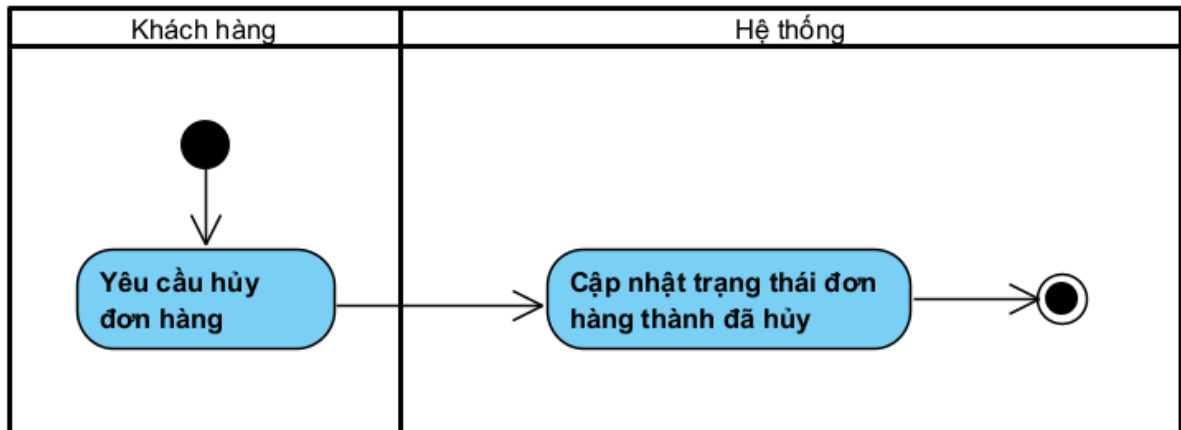 Khách hàng
Hệ thống
Yêu cầu hủy
đơn hàng
Cập nhật trạng thái đơn
hàng thành đã hủy